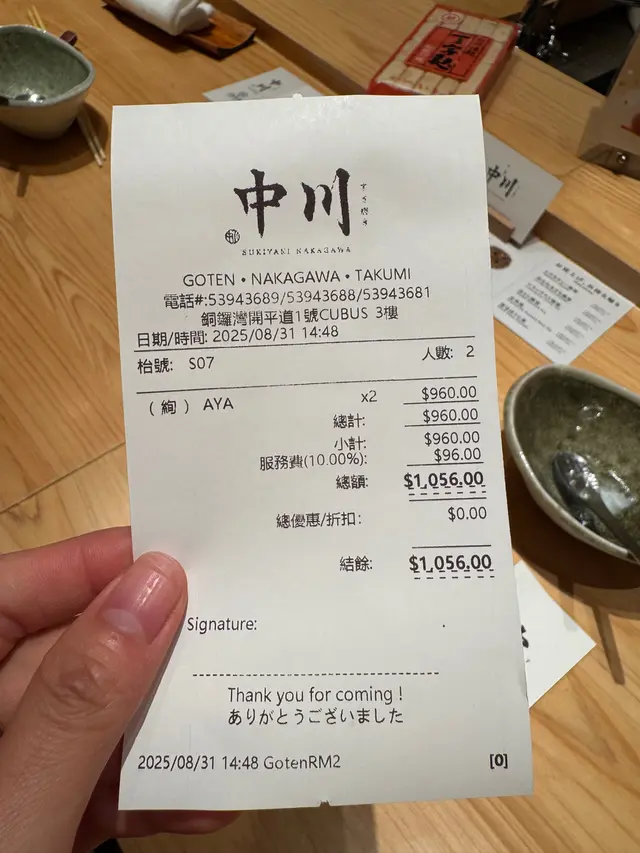 中川
すき焼き
SUKIYAKI NAKAGAWA
GOTEN • NAKAGAWA • TAKUMI
電話#:53943689/53943688/53943681
銅鑼灣開平道1號CUBUS 3樓
日期/時間: 2025/08/31 14:48
枱號: S07 人數: 2
(絢) AYA x2 $960.00
總計: $960.00
小計: $960.00
服務費(10.00%): $96.00
總額: $1,056.00
總優惠/折扣: $0.00
結餘: $1,056.00
Signature:
Thank you for coming !
ありがとうございました
2025/08/31 14:48 GotenRM2 [0]
中川